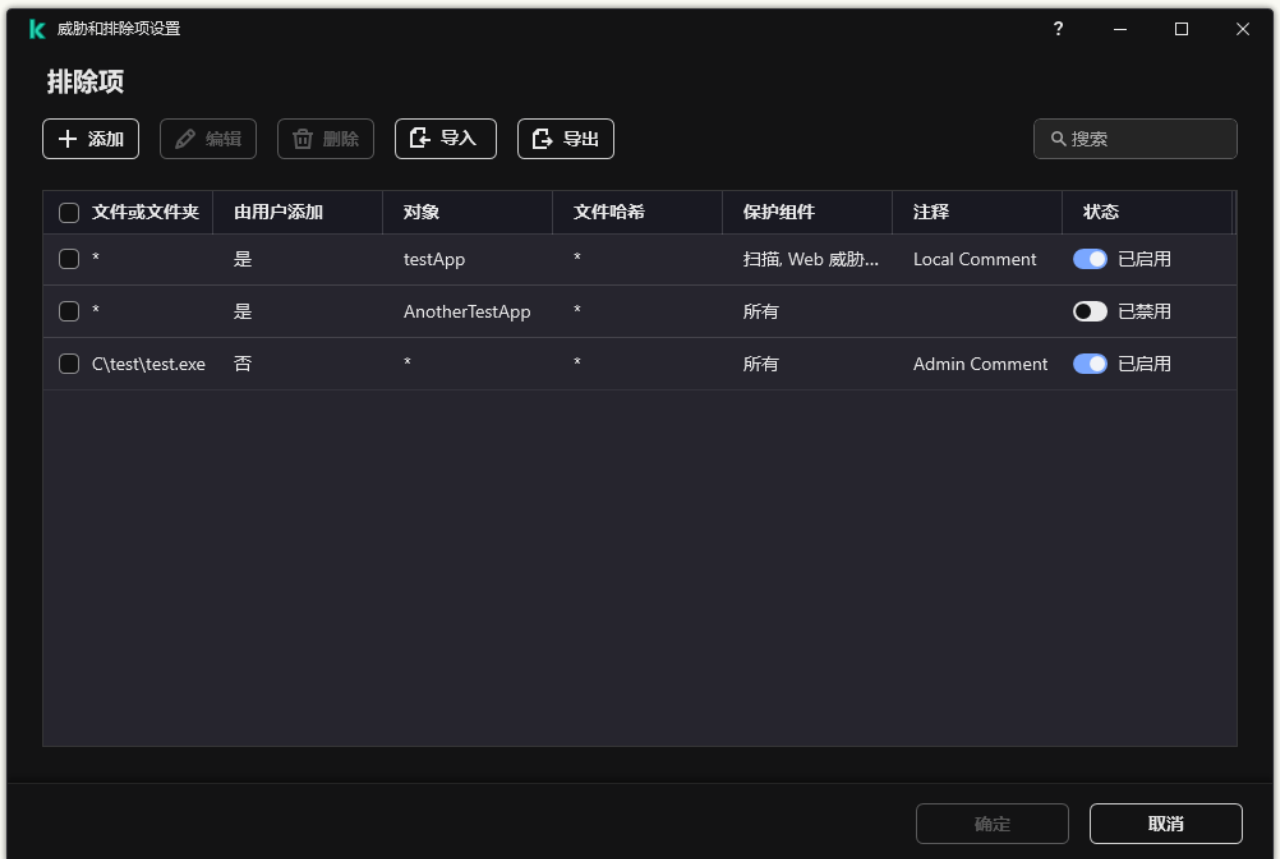 威胁和排除项设置
排除项
添加 编辑 删除 导入 导出 搜索
文件或文件夹 由用户添加 对象 文件哈希 保护组件 注释 状态
* 是 testApp * 扫描, Web 威胁... Local Comment 已启用
* 是 AnotherTestApp * 所有 已禁用
C\test\test.exe 否 * * 所有 Admin Comment 已启用
确定 取消